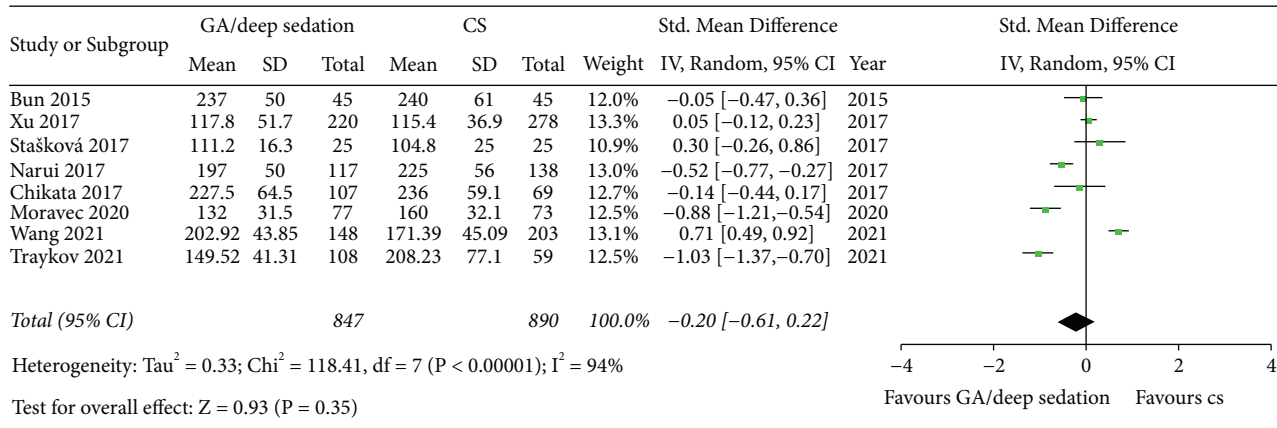 Study or Subgroup GA/deep sedation CS Std. Mean Difference Std. Mean Difference
Mean SD Total Mean SD Total Weight IV, Random, 95% CI Year IV, Random, 95% CI
Bun 2015 237 50 45 240 61 45 12.0% −0.05 [−0.47, 0.36] 2015
Xu 2017 117.8 51.7 220 115.4 36.9 278 13.3% 0.05 [−0.12, 0.23] 2017
Stašková 2017 111.2 16.3 25 104.8 25 25 10.9% 0.30 [−0.26, 0.86] 2017
Narui 2017 197 50 117 225 56 138 13.0% −0.52 [−0.77, −0.27] 2017
Chikata 2017 227.5 64.5 107 236 59.1 69 12.7% −0.14 [−0.44, 0.17] 2017
Moravec 2020 132 31.5 77 160 32.1 73 12.5% −0.88 [−1.21,−0.54] 2020
Wang 2021 202.92 43.85 148 171.39 45.09 203 13.1% 0.71 [0.49, 0.92] 2021
Traykov 2021 149.52 41.31 108 208.23 77.1 59 12.5% −1.03 [−1.37,−0.70] 2021
Total (95% CI) 847 890 100.0% −0.20 [−0.61, 0.22]
Heterogeneity: Tau² = 0.33; Chi² = 118.41, df = 7 (P < 0.00001); I² = 94%
Test for overall effect: Z = 0.93 (P = 0.35)
−4 −2 0 2 4
Favours GA/deep sedation Favours cs